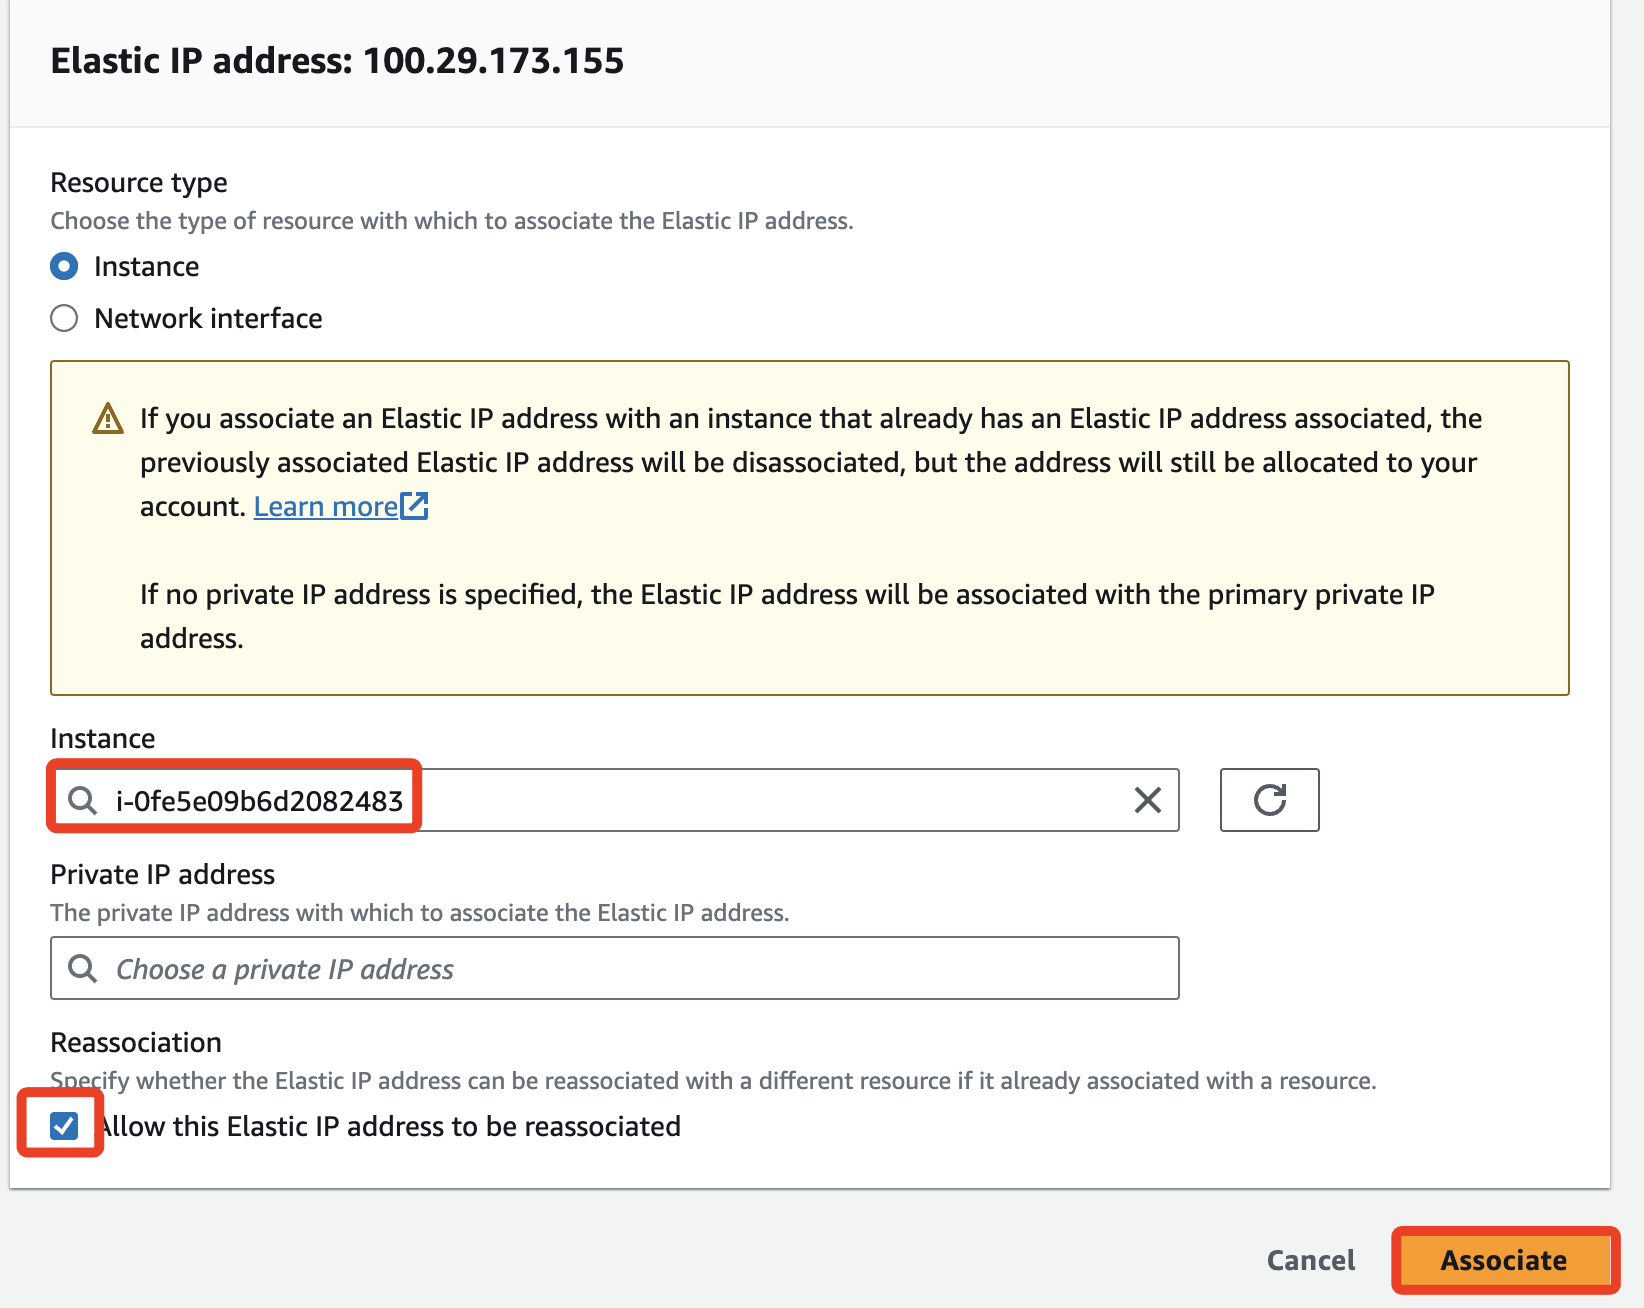 Elastic IP address: 100.29.173.155
Resource type
Choose the type of resource with which to associate the Elastic IP address.
Instance
Network interface
If you associate an Elastic IP address with an instance that already has an Elastic IP address associated, the
previously associated Elastic IP address will be disassociated, but the address will still be allocated to your
account. Learn more
If no private IP address is specified, the Elastic IP address will be associated with the primary private IP
address.
Instance
i-0fe5e09b6d2082483
Private IP address
The private IP address with which to associate the Elastic IP address.
Choose a private IP address
Reassociation
Specify whether the Elastic IP address can be reassociated with a different resource if it already associated with a resource.
Allow this Elastic IP address to be reassociated
Cancel
Associate